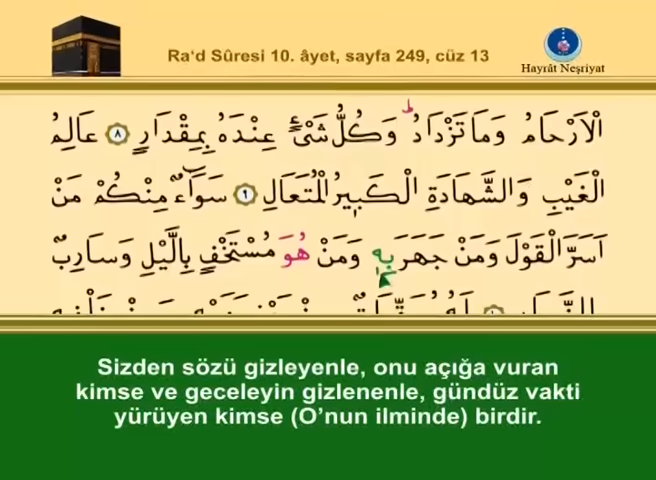 Ra'd Sûresi 10. âyet, sayfa 249, cüz 13
Hayrât Neşriyat
الْاَرْحَامُ وَمَا تَزْدَادُ ۜ وَكُلُّ شَيْءٍ عِنْدَهُ بِمِقْدَارٍ ﴿٨﴾ عَالِمُ
الْغَيْبِ وَالشَّهَادَةِ الْكَبِيرُ الْمُتَعَالِ ﴿٩﴾ سَوَٓاءٌ مِنْكُمْ مَنْ
اَسَرَّ الْقَوْلَ وَمَنْ جَهَرَ بِهِ وَمَنْ هُوَ مُسْتَخْفٍ بِالَّيْلِ وَسَارِبٌ
Sizden sözü gizleyenle, onu açığa vuran
kimse ve geceleyin gizlenenle, gündüz vakti
yürüyen kimse (O'nun ilminde) birdir.